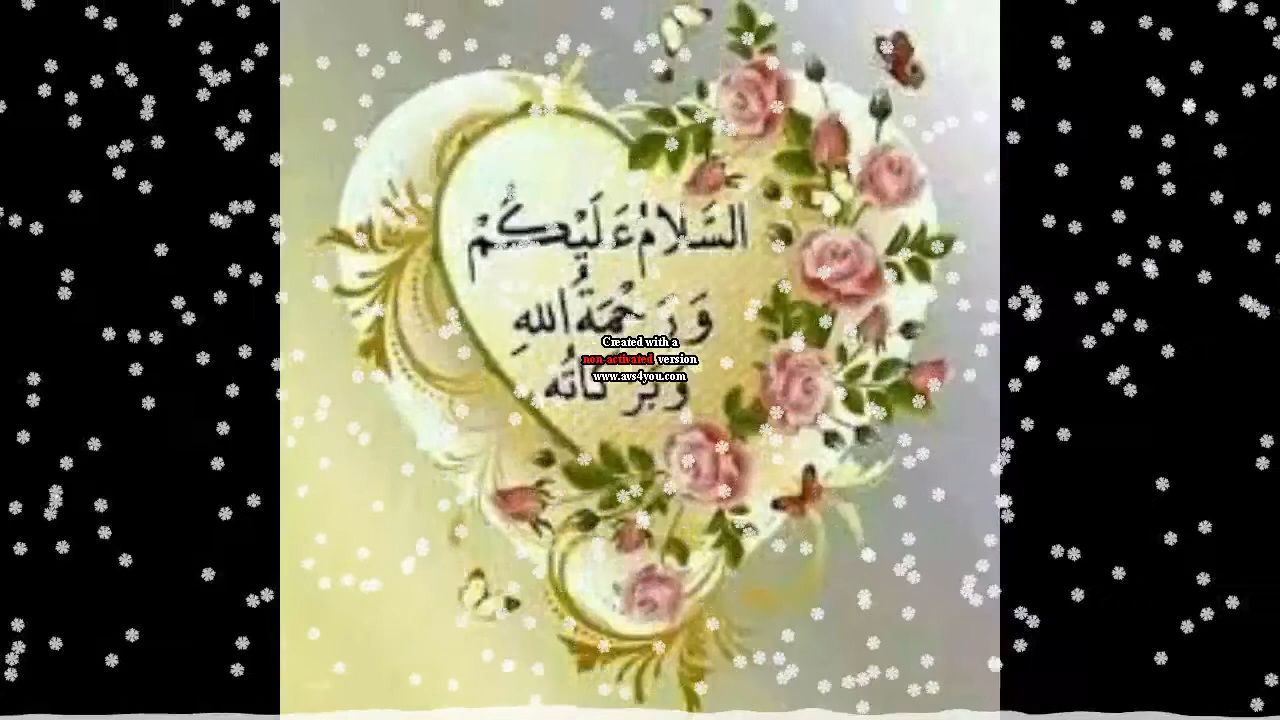 السَّلَامُ عَلَيْكُمْ
وَرَحْمَةُ اللهِ
Created with a
non-activated version
www.avs4you.com
وَبَرَكَاتُه